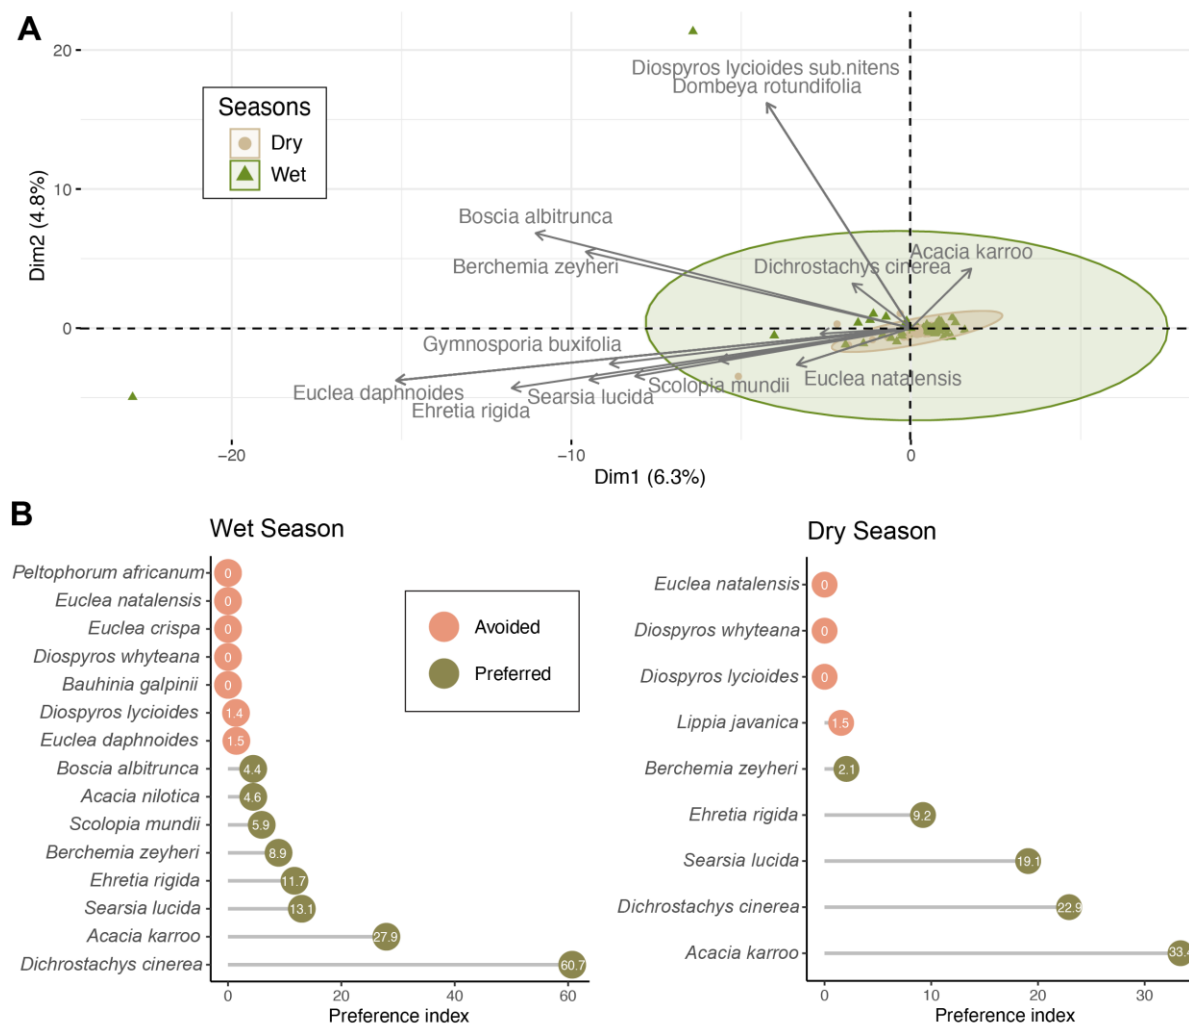 A
Dim2 (4.8%)
20
10
0
Seasons
Dry
Wet
Diospyros lycioides sub.nitens
Dombeya rotundifolia
Boscia albitrunca
Berchemia zeyheri
Acacia karroo
Dichrostachys cinerea
Gymnosporia buxifolia
Euclea daphnoides
Ehretia rigida
Searsia lucida
Scolopia mundii
Euclea natalensis
−20
−10
0
Dim1 (6.3%)
B
Wet Season
Peltophorum africanum 0
Euclea natalensis 0
Euclea crispa 0
Diospyros whyteana 0
Bauhinia galpinii 0
Diospyros lycioides 1.4
Euclea daphnoides 1.5
Boscia albitrunca 4.4
Acacia nilotica 4.6
Scolopia mundii 5.9
Berchemia zeyheri 8.9
Ehretia rigida 11.7
Searsia lucida 13.1
Acacia karroo 27.9
Dichrostachys cinerea 60.7
0 20 40 60
Preference index
Avoided
Preferred
Dry Season
Euclea natalensis 0
Diospyros whyteana 0
Diospyros lycioides 0
Lippia javanica 1.5
Berchemia zeyheri 2.1
Ehretia rigida 9.2
Searsia lucida 19.1
Dichrostachys cinerea 22.9
Acacia karroo 33.4
0 10 20 30
Preference index